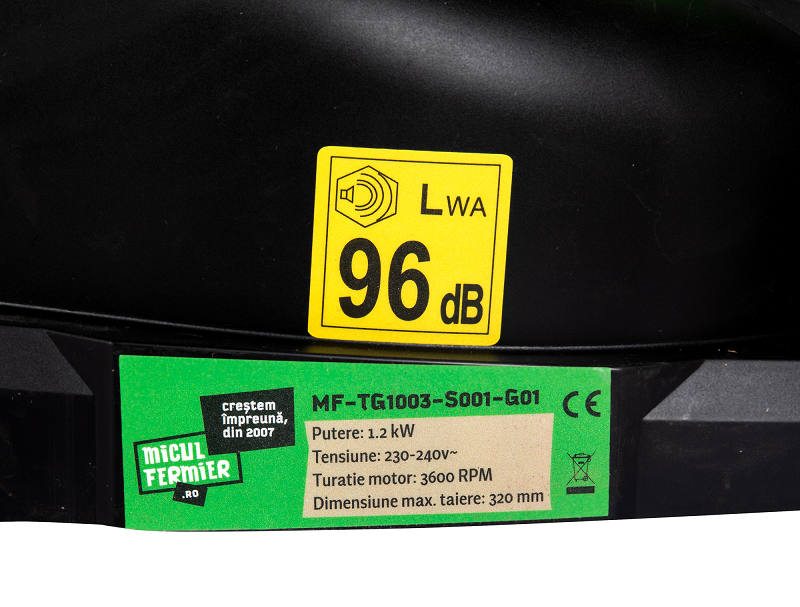 LWA
96 dB
creștem
împreună,
din 2007
MICUL
FERMIER
.RO
MF-TG1003-S001-G01
CE
Putere: 1.2 kW
Tensiune: 230-240v~
Turatie motor: 3600 RPM
Dimensiune max. taiere: 320 mm